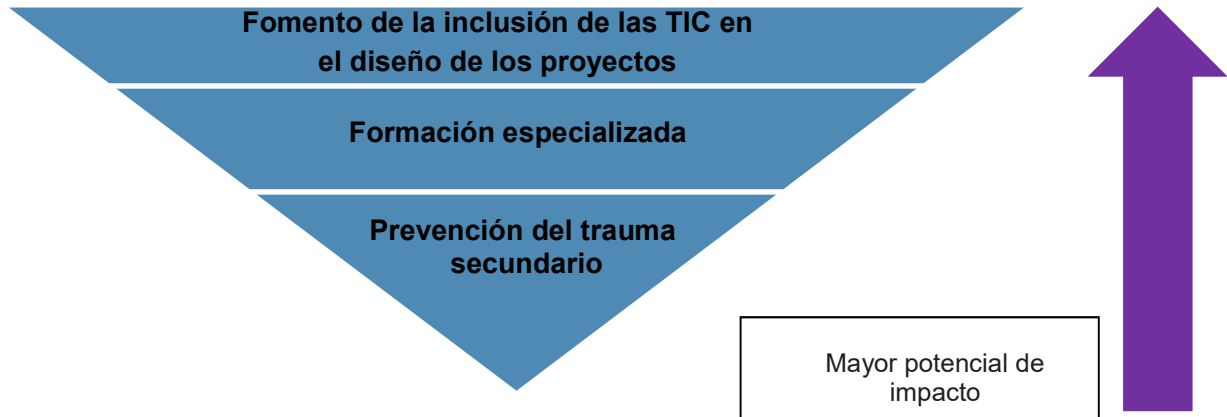 Fomento de la inclusión de las TIC en
el diseño de los proyectos
Formación especializada
Prevención del trauma
secundario
Mayor potencial de
impacto